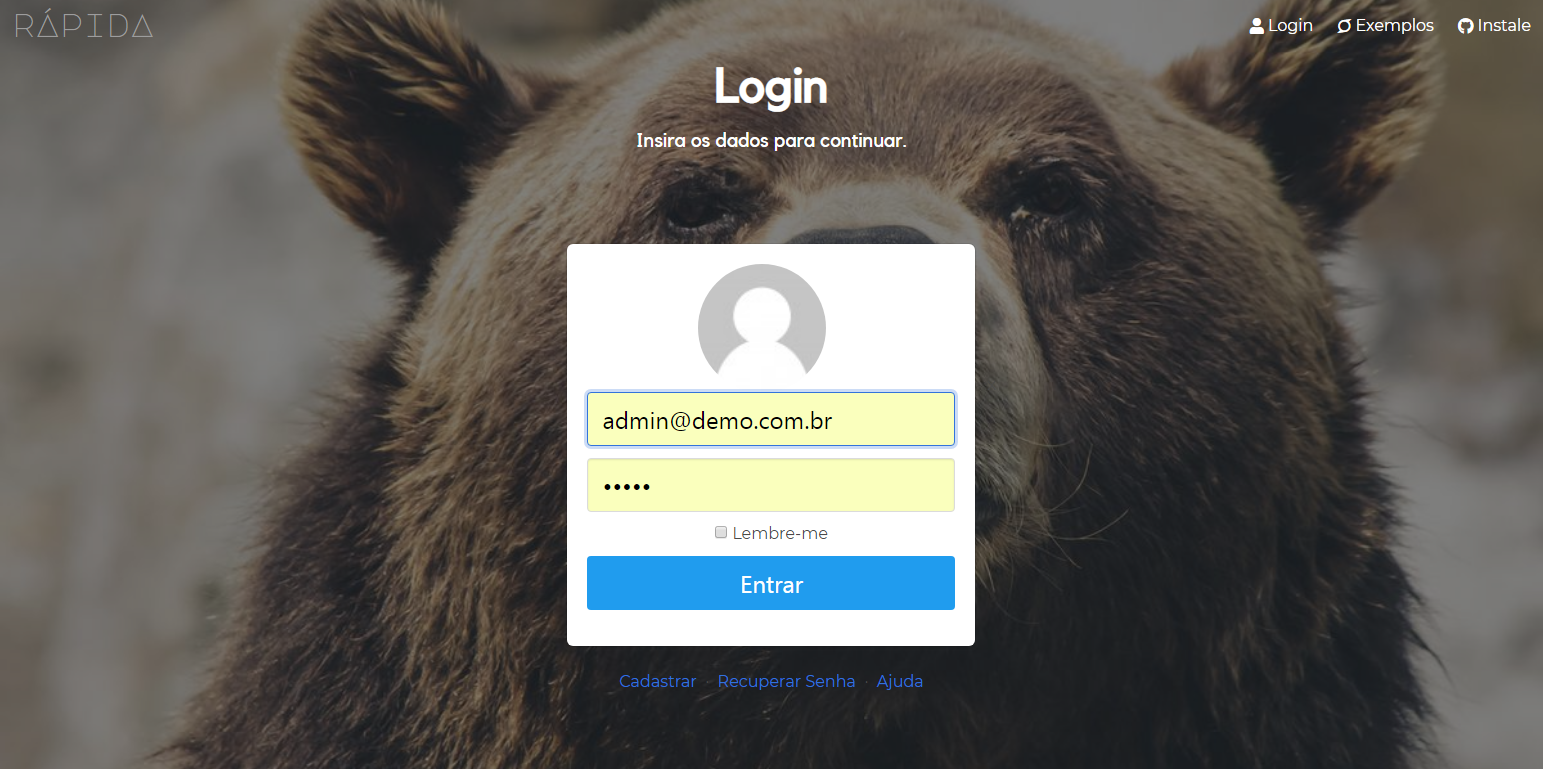 RÁPIDA
Login Exemplos Instale
Login
Insira os dados para continuar.
admin@demo.com.br
•••••
Lembre-me
Entrar
Cadastrar · Recuperar Senha · Ajuda